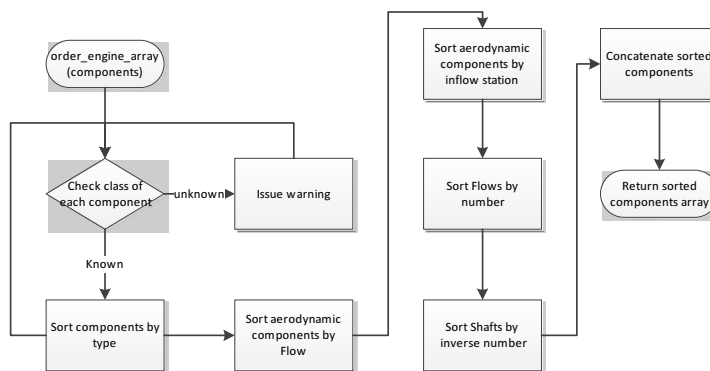 order_engine_array
(components)
Check class of
each component
unknown
Issue warning
Known
Sort components by
type
Sort aerodynamic
components by
Flow
Sort aerodynamic
components by
inflow station
Sort Flows by
number
Sort Shafts by
inverse number
Concatenate sorted
components
Return sorted
components array